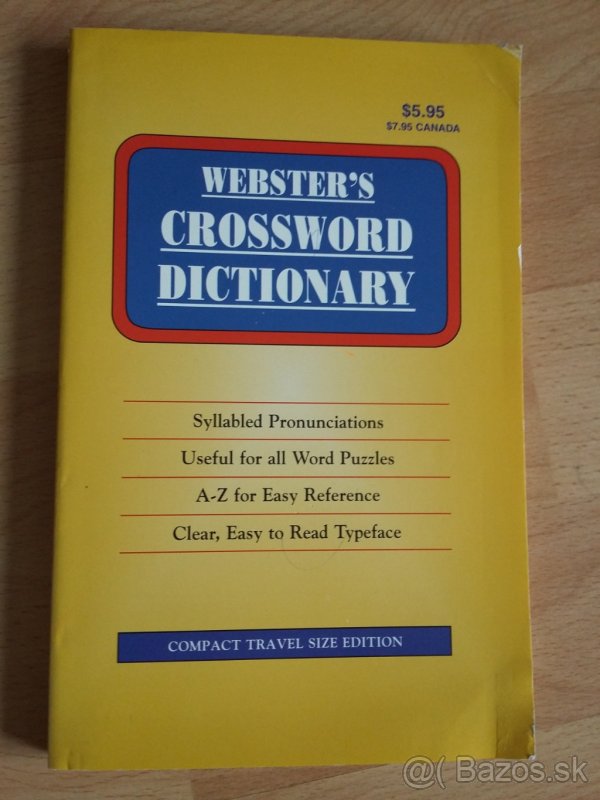 $5.95
$7.95 CANADA
WEBSTER'S
CROSSWORD
DICTIONARY
Syllabled Pronunciations
Useful for all Word Puzzles
A-Z for Easy Reference
Clear, Easy to Read Typeface
COMPACT TRAVEL SIZE EDITION
@( Bazos.sk